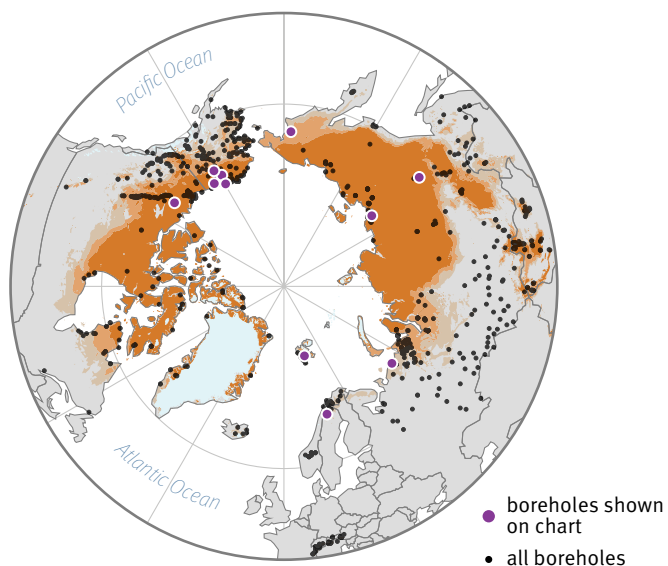 Pacific Ocean
Atlantic Ocean
boreholes shown
on chart
all boreholes